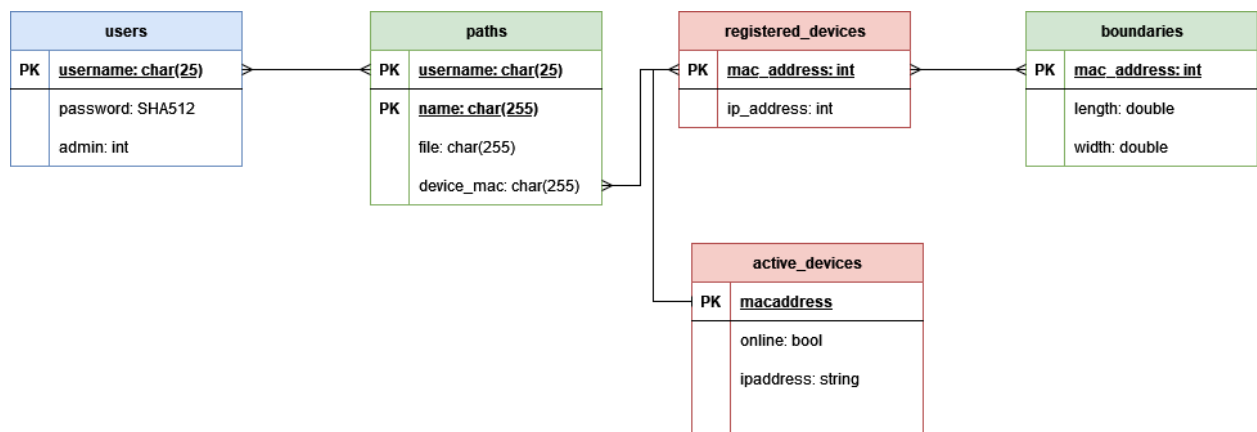 users
PK username: char(25)
password: SHA512
admin: int
paths
PK username: char(25)
PK name: char(255)
file: char(255)
device_mac: char(255)
registered_devices
PK mac_address: int
ip_address: int
boundaries
PK mac_address: int
length: double
width: double
active_devices
PK macaddress
online: bool
ipaddress: string